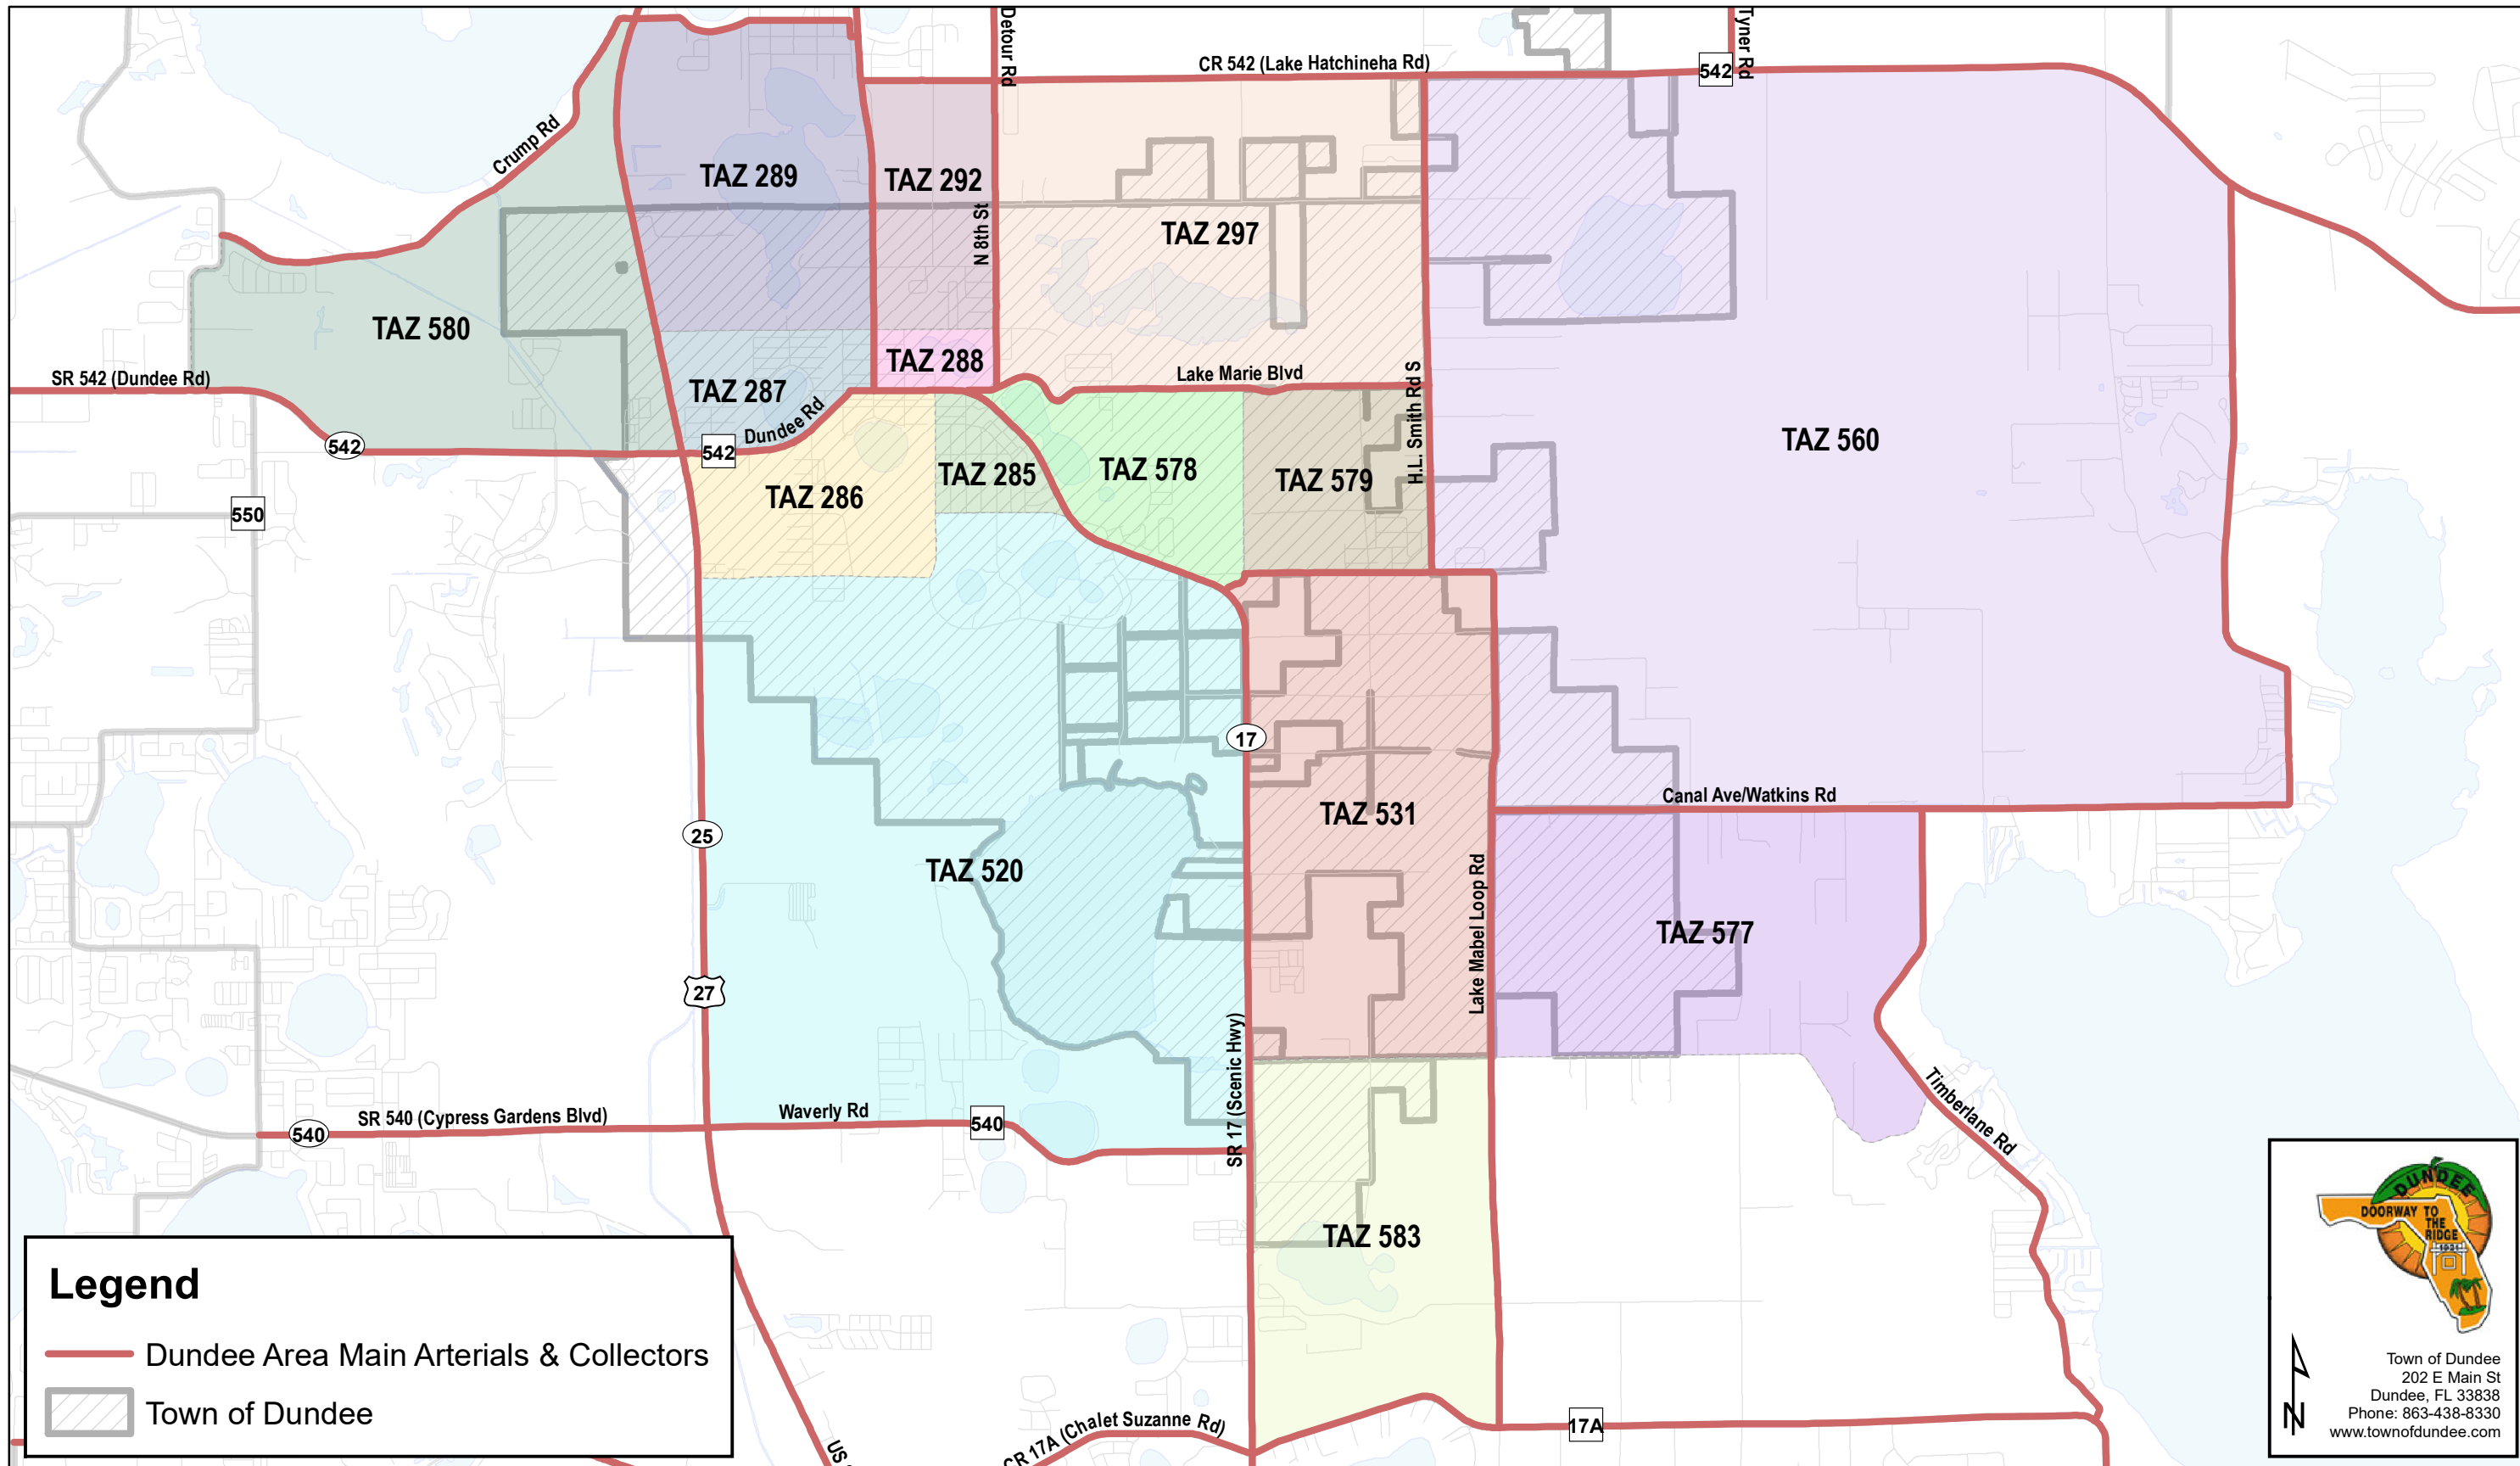 Detour Rd
Tyner Rd
CR 542 (Lake Hatchineha Rd)
542
Crump Rd
TAZ 289
TAZ 292
N 8th St
TAZ 297
TAZ 580
TAZ 288
SR 542 (Dundee Rd)
TAZ 287
Lake Marie Blvd
H.L. Smith Rd S
TAZ 560
Dundee Rd
542
542
TAZ 286
TAZ 285
TAZ 578
TAZ 579
550
17
25
TAZ 531
Canal Ave/Watkins Rd
TAZ 520
Lake Mabel Loop Rd
TAZ 577
27
SR 17 (Scenic Hwy)
SR 540 (Cypress Gardens Blvd)
540
Waverly Rd
540
Timberlane Rd
TAZ 583
CR 17A (Chalet Suzanne Rd)
17A
US
Legend
Dundee Area Main Arterials & Collectors
Town of Dundee
DUNDEE
DOORWAY TO
THE
RIDGE
N
Town of Dundee
202 E Main St
Dundee, FL 33838
Phone: 863-438-8330
www.townofdundee.com